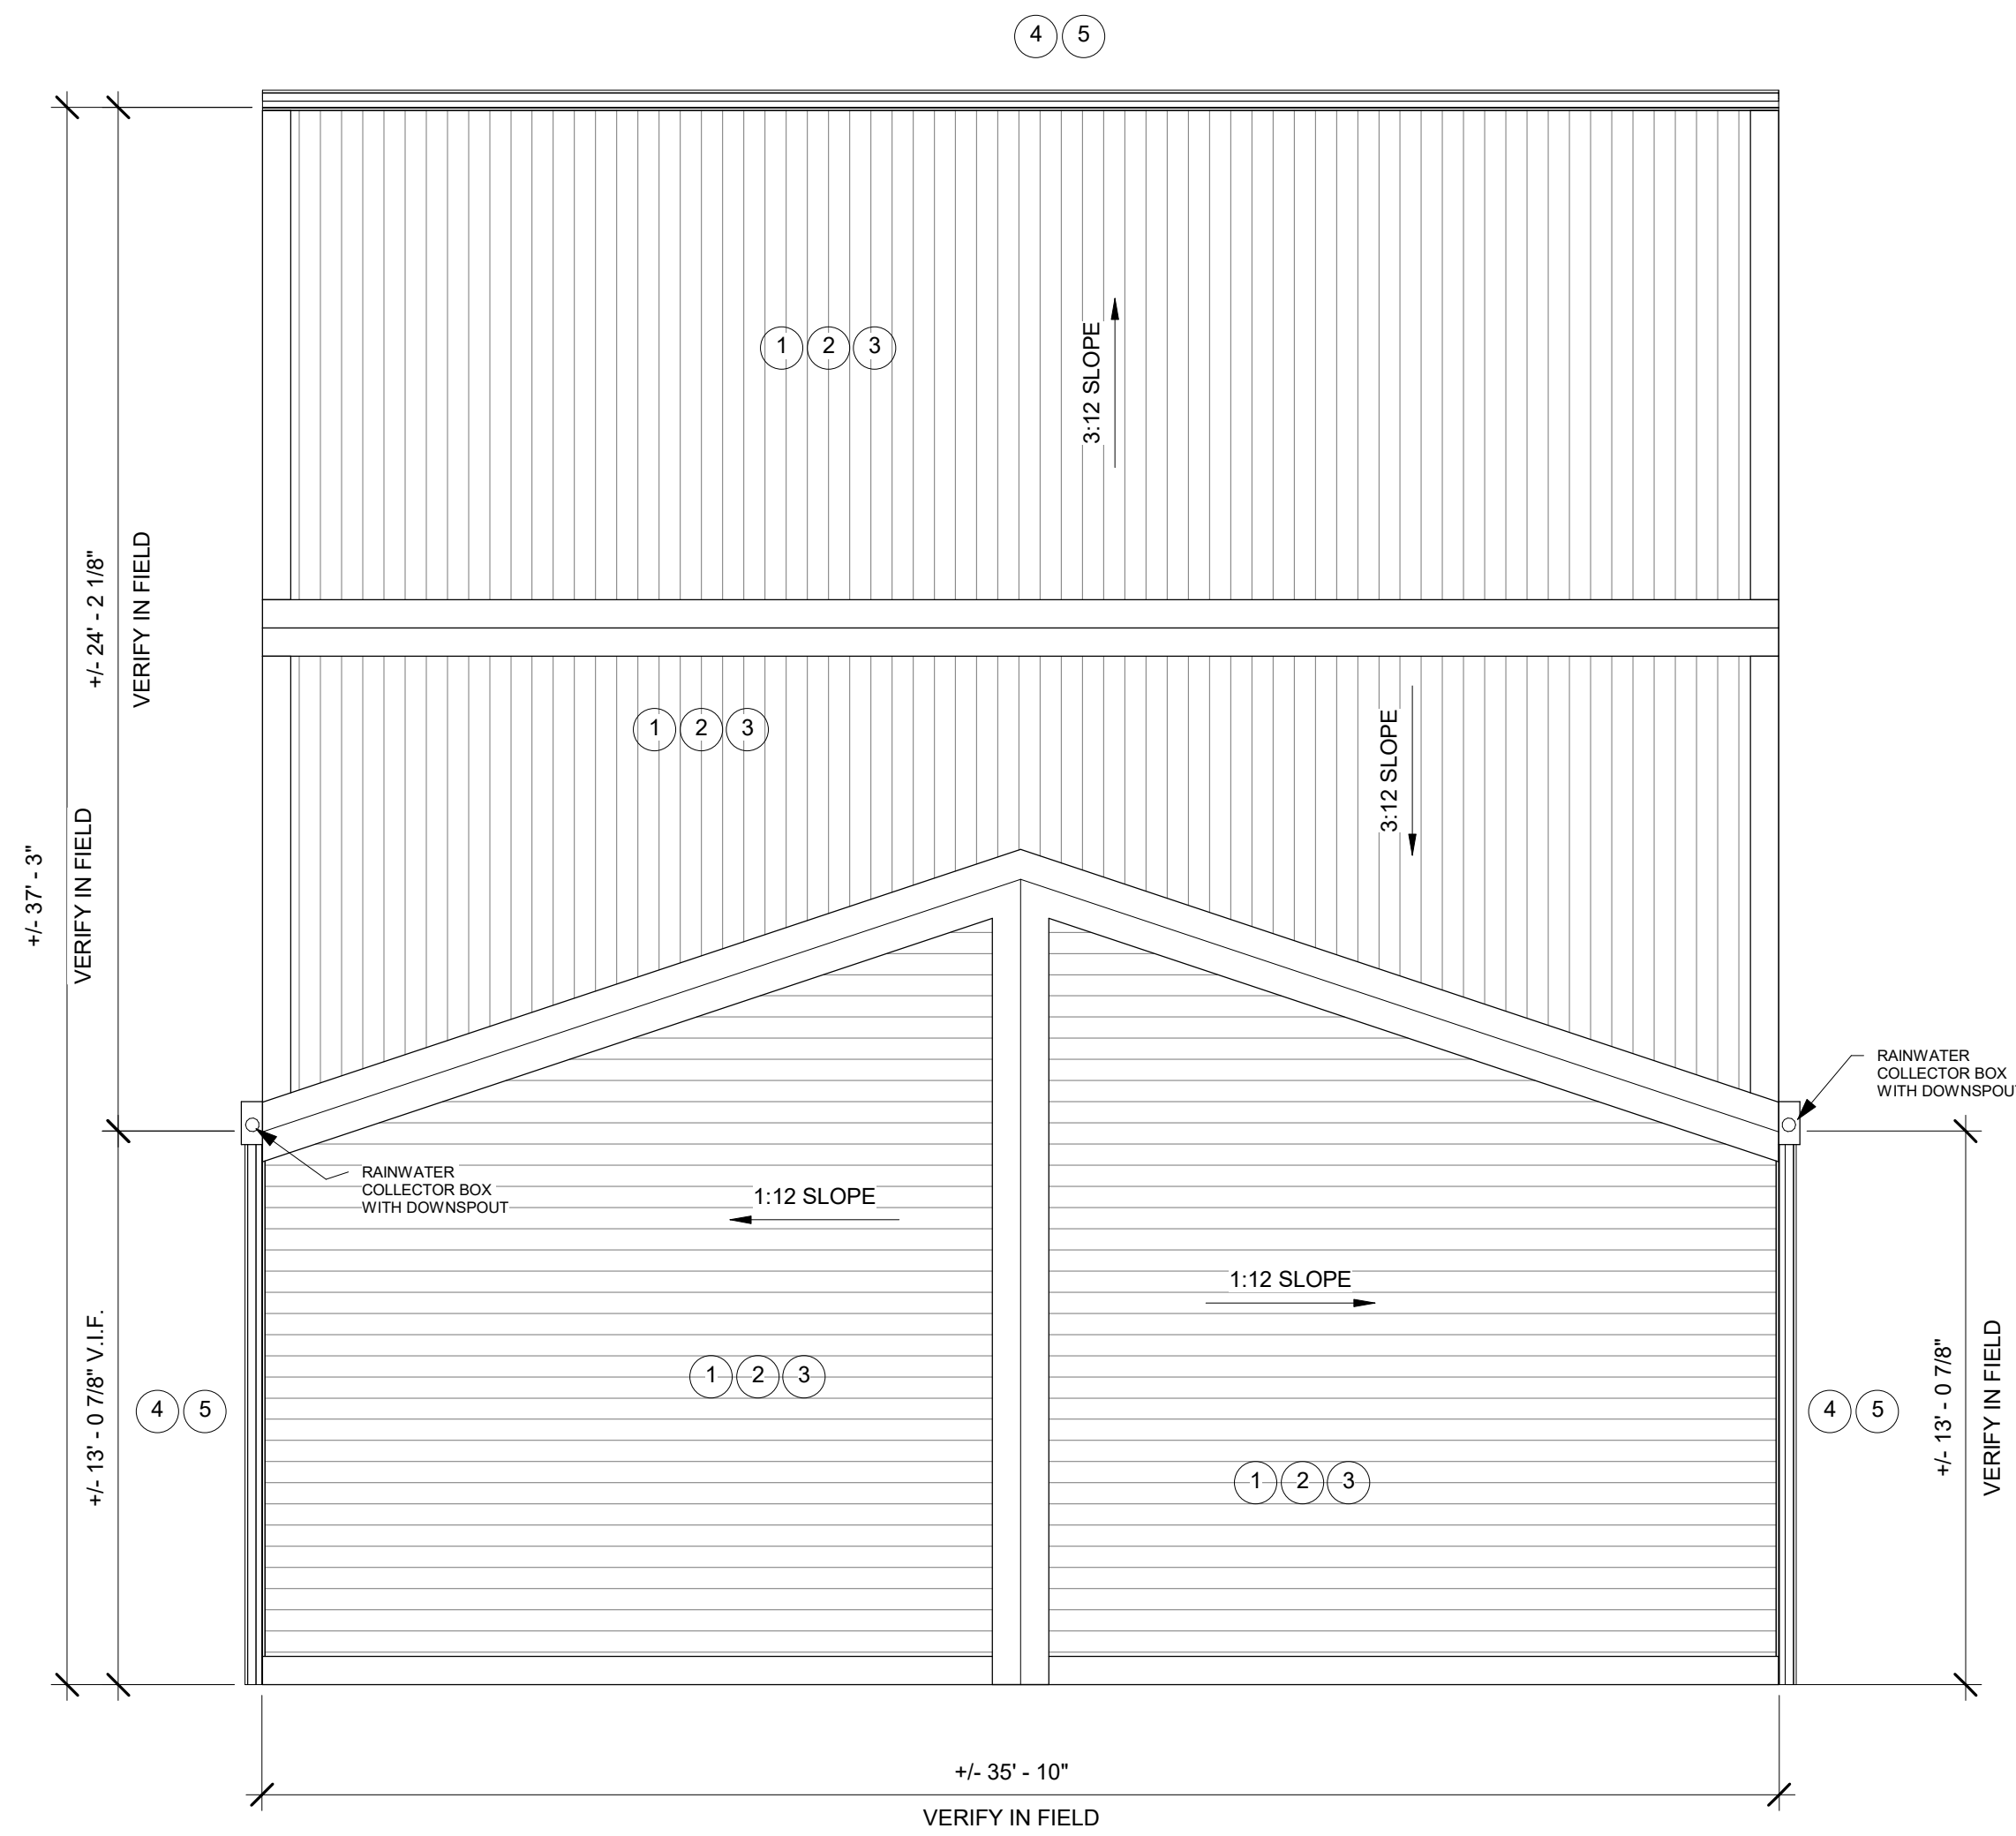 4 5
1 2 3
3:12 SLOPE
+/- 24' - 2 1/8"
VERIFY IN FIELD
1 2 3
3:12 SLOPE
+/- 37' - 3"
VERIFY IN FIELD
RAINWATER
COLLECTOR BOX
WITH DOWNSPOU
RAINWATER
COLLECTOR BOX
WITH DOWNSPOUT
1:12 SLOPE
1:12 SLOPE
+/- 13' - 0 7/8" V.I.F.
4 5
1 2 3
1 2 3
4 5
+/- 13' - 0 7/8"
VERIFY IN FIELD
+/- 35' - 10"
VERIFY IN FIELD